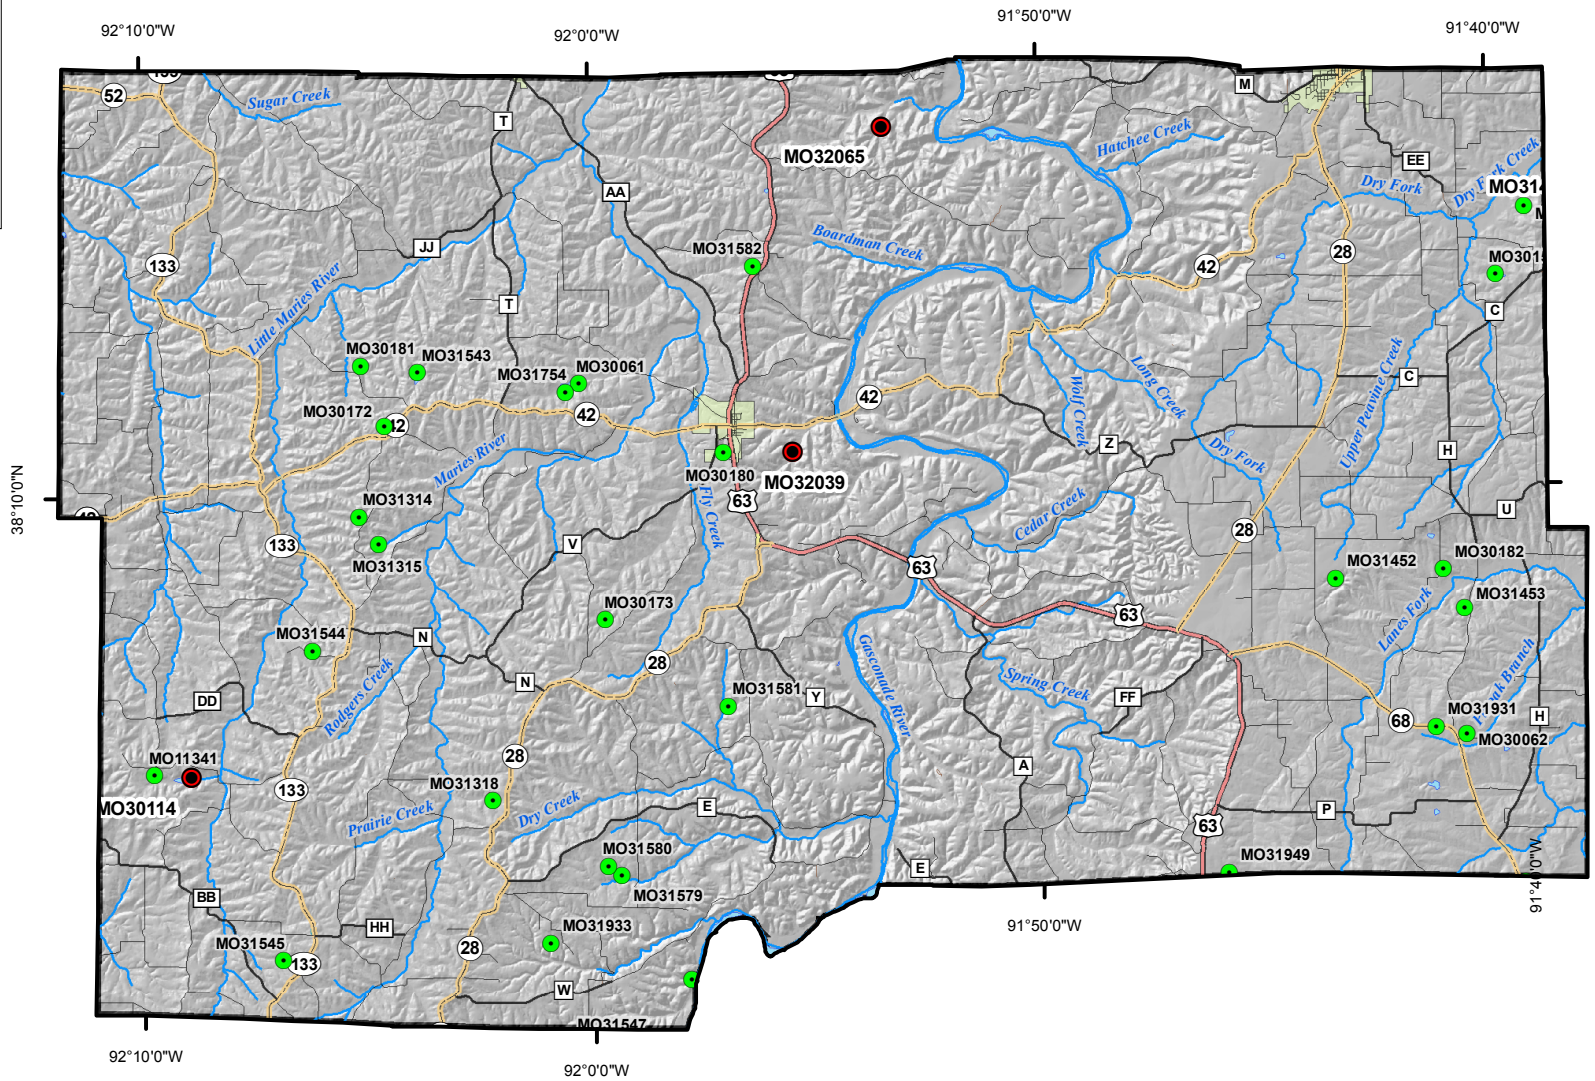 92°10'0"W
92°0'0"W
91°50'0"W
91°40'0"W
52
Sugar Creek
T
M
MO32065
Hatchee Creek
EE
Dry Fork
Dry Fork Creek
AA
MO31582
Boardman Creek
JJ
133
42
28
C
Little Maries River
T
MO30181
MO31543
MO31754
MO30061
Long Creek
Wolf Creek
Upper Peavine Creek
C
MO30172
42
42
42
Maries River
Z
Dry Fork
H
MO30180
MO32039
38°10'0"N
63
MO31314
Fly Creek
Cedar Creek
U
133
V
28
MO31315
63
MO31452
MO30182
MO30173
MO31453
63
MO31544
N
Lanes Fork
28
Rodgers Creek
Gasconade River
Spring Creek
N
DD
MO31581
Y
FF
68
MO31931
H
MO30062
28
MO11341
A
MO31318
133
MO30114
Prairie Creek
Dry Creek
E
P
63
MO31580
MO31949
E
MO31579
BB
91°40'0"W
HH
MO31933
91°50'0"W
MO31545
28
133
W
MO31547
92°10'0"W
92°0'0"W